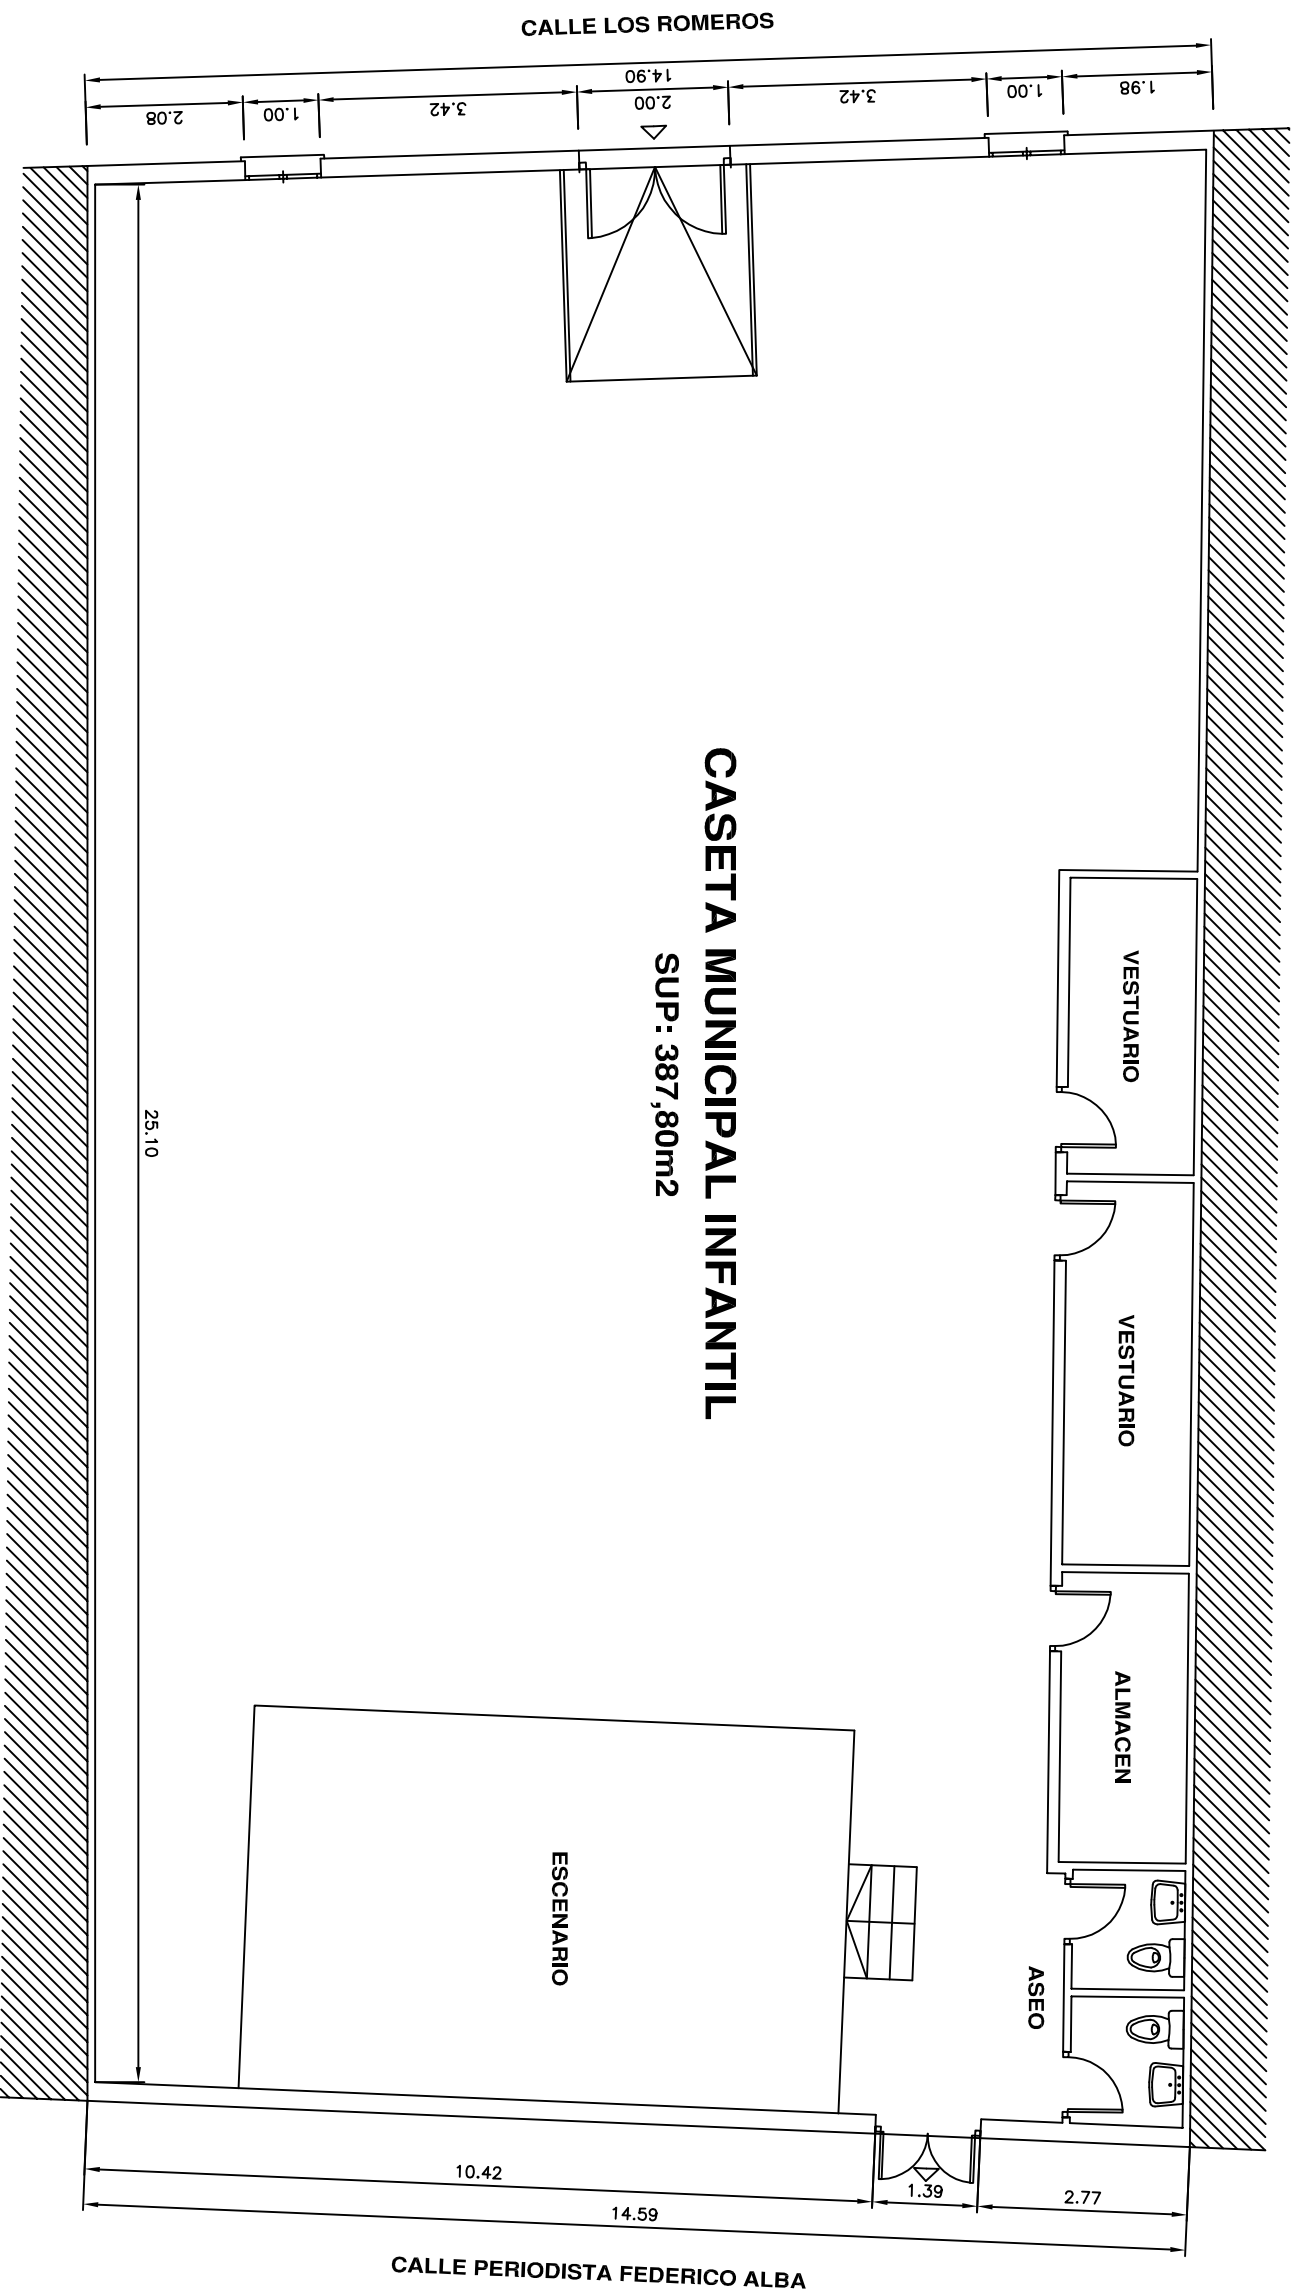 CALLE LOS ROMEROS
14.90
2.08
1.00
3.42
2.00
3.42
1.00
1.98
CASETA MUNICIPAL INFANTIL
SUP: 387,80m2
25.10
VESTUARIO
VESTUARIO
ALMACEN
ESCENARIO
ASEO
10.42
1.39
2.77
14.59
CALLE PERIODISTA FEDERICO ALBA